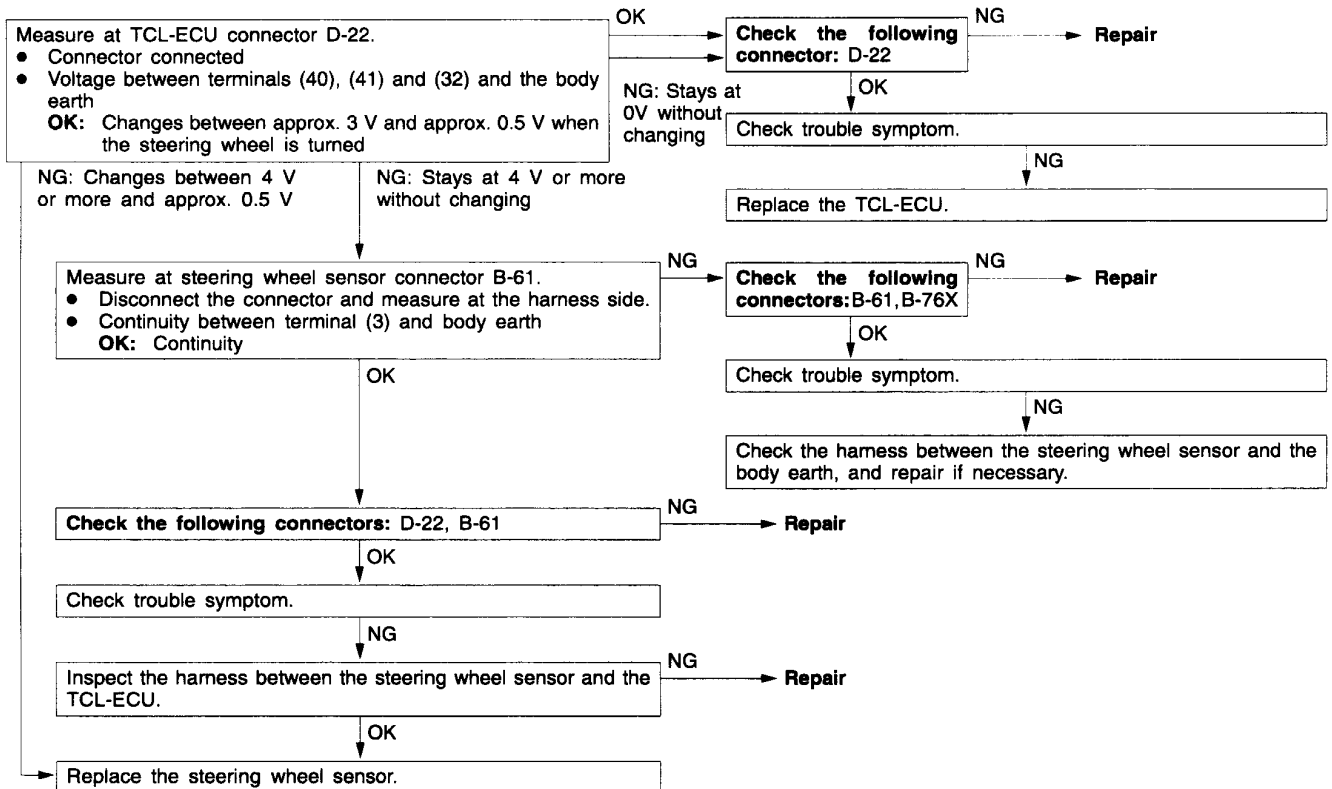 Measure at TCL-ECU connector D-22.
● Connector connected
● Voltage between terminals (40), (41) and (32) and the body
earth
OK: Changes between approx. 3 V and approx. 0.5 V when
the steering wheel is turned
OK
NG: Stays at
0V without
changing
Check the following
connector: D-22
NG
Repair
OK
Check trouble symptom.
NG
Replace the TCL-ECU.
NG: Changes between 4 V
or more and approx. 0.5 V
NG: Stays at 4 V or more
without changing
Measure at steering wheel sensor connector B-61.
● Disconnect the connector and measure at the harness side.
● Continuity between terminal (3) and body earth
OK: Continuity
NG
Check the following
connectors: B-61, B-76X
NG
Repair
OK
Check trouble symptom.
NG
Check the harness between the steering wheel sensor and the
body earth, and repair if necessary.
OK
Check the following connectors: D-22, B-61
NG
Repair
OK
Check trouble symptom.
NG
Inspect the harness between the steering wheel sensor and the
TCL-ECU.
NG
Repair
OK
Replace the steering wheel sensor.